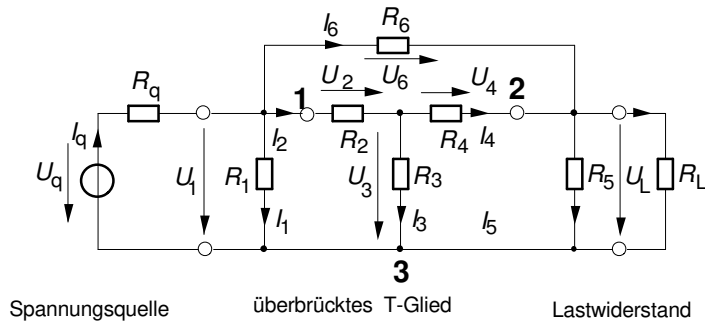 I6 R6
Rq U2 U6 U4
1 2
Iq I2 R2 R4 I4
Uq U1 R1 U3 R3 R5 UL RL
I1 I3 I5
3
Spannungsquelle überbrücktes T-Glied Lastwiderstand